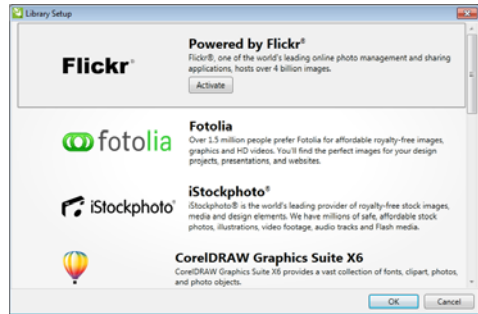 Library Setup
Flickr®
Powered by Flickr®
Flickr®, one of the world's leading online photo management and sharing
applications, hosts over 4 billion images.
Activate
fotolia
Fotolia
Over 1.5 million people prefer Fotolia for affordable royalty-free images,
graphics and HD videos. You'll find the perfect images for your design
projects, presentations, and websites.
iStockphoto®
iStockphoto®
iStockphoto® is the world's leading provider of royalty-free stock images,
media and design elements. We have millions of safe, affordable stock
photos, illustrations, video footage, audio tracks and Flash media.
CorelDRAW Graphics Suite X6
CorelDRAW Graphics Suite X6 provides a vast collection of fonts, clipart, photos,
and photo objects.
OK
Cancel